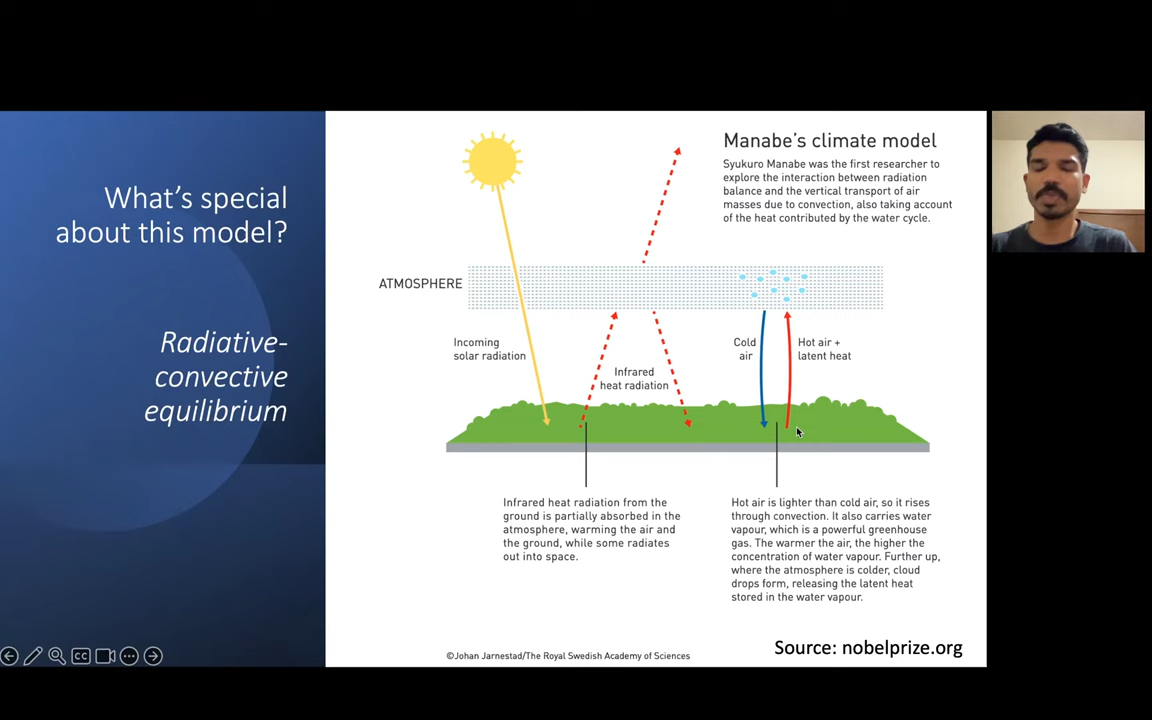 What's special
about this model?
Radiative-
convective
equilibrium
Manabe's climate model
Syukuro Manabe was the first researcher to
explore the interaction between radiation
balance and the vertical transport of air
masses due to convection, also taking account
of the heat contributed by the water cycle.
ATMOSPHERE
Incoming
solar radiation
Infrared
heat radiation
Cold
air
Hot air +
latent heat
Infrared heat radiation from the
ground is partially absorbed in the
atmosphere, warming the air and
the ground, while some radiates
out into space.
Hot air is lighter than cold air, so it rises
through convection. It also carries water
vapour, which is a powerful greenhouse
gas. The warmer the air, the higher the
concentration of water vapour. Further up,
where the atmosphere is colder, cloud
drops form, releasing the latent heat
stored in the water vapour.
Source: nobelprize.org
©Johan Jarnestad/The Royal Swedish Academy of Sciences
CC